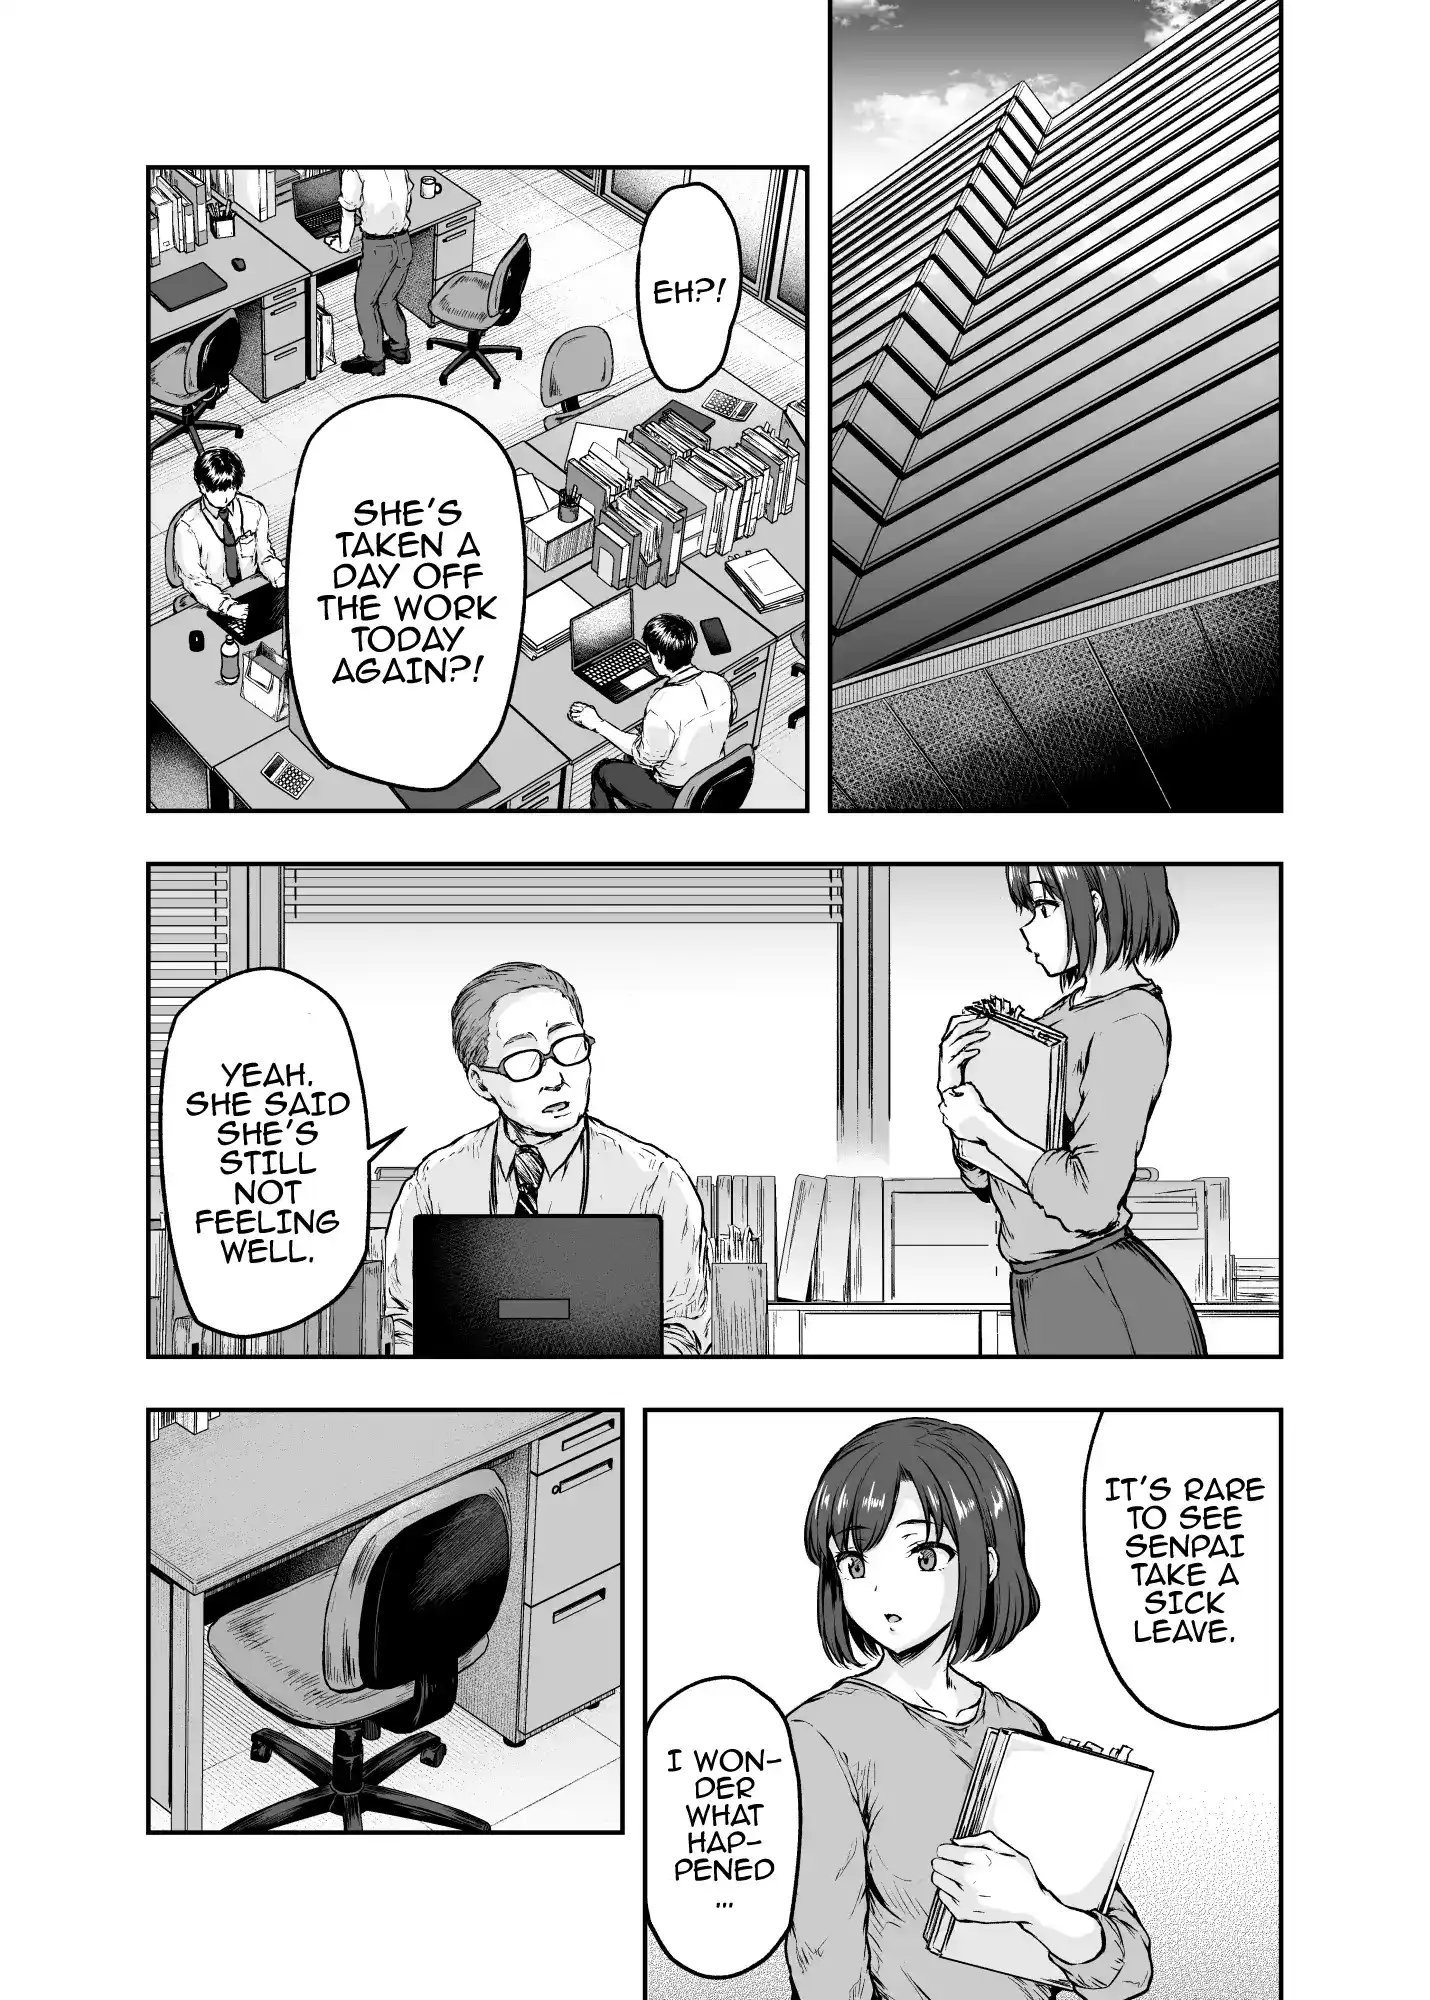 EH?!
SHE'S
TAKEN A
DAY OFF
THE WORK
TODAY
AGAIN?!
YEAH.
SHE SAID
SHE'S
STILL
NOT
FEELING
WELL.
IT'S RARE
TO SEE
SENPAI
TAKE A
SICK
LEAVE.
I WON-
DER
WHAT
HAP-
PENED
...